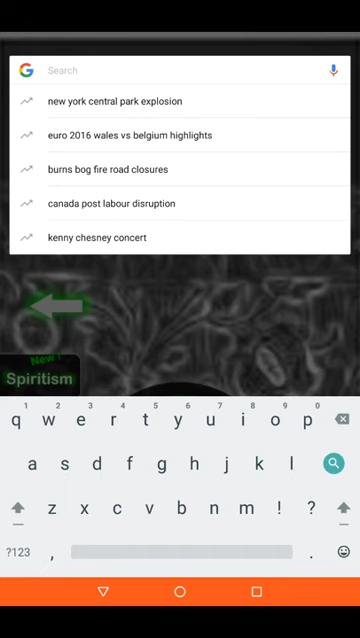 Search
new york central park explosion
euro 2016 wales vs belgium highlights
burns bog fire road closures
canada post labour disruption
kenny chesney concert
New !
Spiritism
1 2 3 4 5 6 7 8 9 0
q w e r t y u i o p
a s d f g h j k l
z x c v b n m ! ?
?123 , .